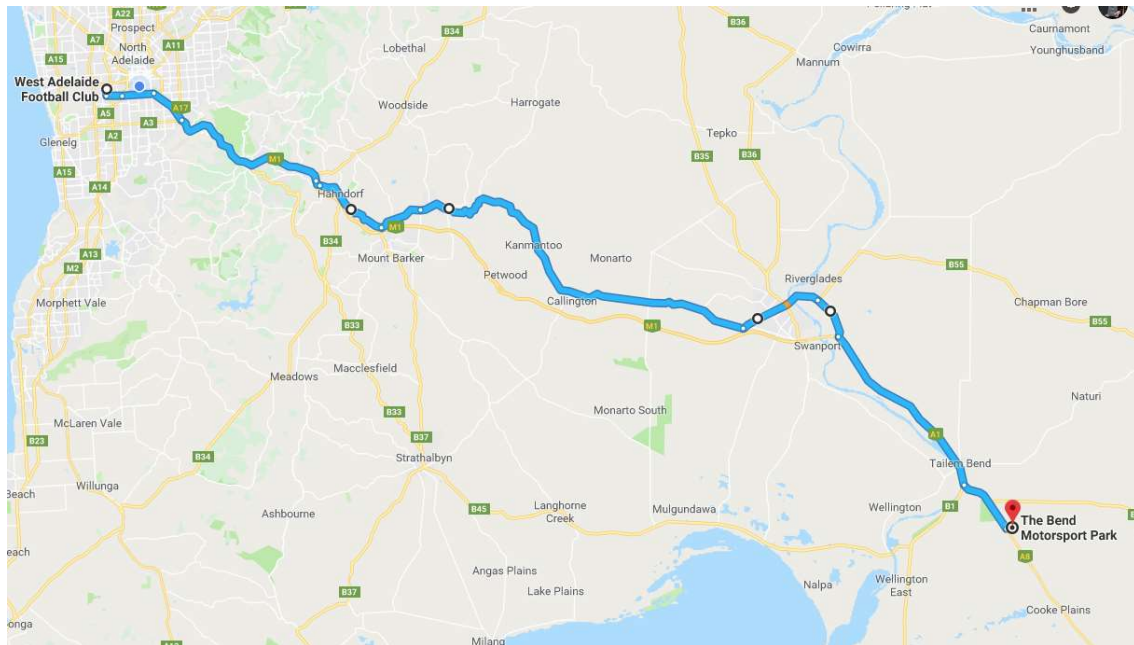 A22
B34
B36
Caurnamont
Younghusband
Prospect
A7
A11
North
Adelaide
Lobethal
Cowirra
Mannum
A15
West Adelaide
Football Club
Woodside
Harrogate
A17
A5
A3
A2
Glenelg
Tepko
B35
B36
A15
A14
M1
Hahndorf
M1
B34
Mount Barker
Kanmantoo
Monarto
A13
M2
Petwood
Riverglades
B55
Morphett Vale
Callington
Chapman Bore
B33
M1
B55
Swanport
Macclesfield
Meadows
Naturi
B33
Monarto South
McLaren Vale
B23
B37
A1
B34
Strathalbyn
Tailem Bend
Willunga
Beach
Langhorne
Creek
B45
Mulgundawa
Wellington
B1
Ashbourne
The Bend
Motorsport Park
each
A8
Angas Plains
Wellington
East
Nalpa
B37
Lake Plains
Cooke Plains
onga
Milang